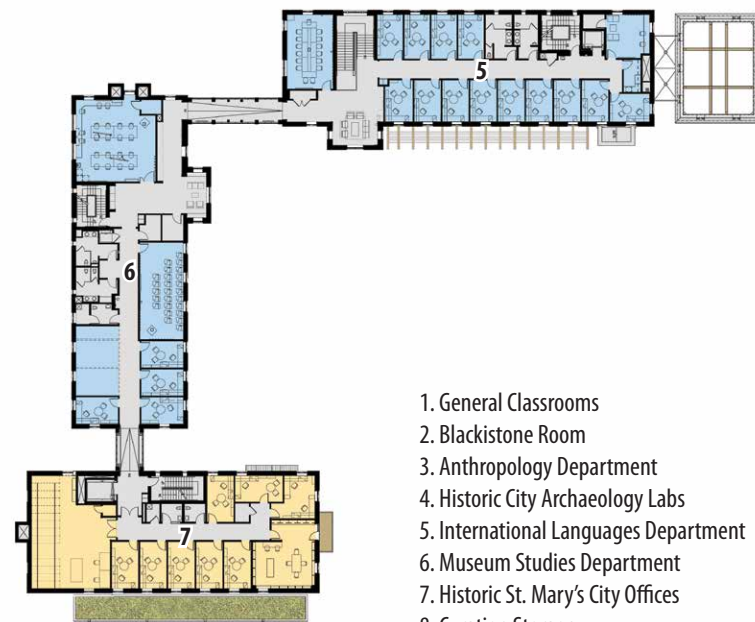 5
6
7
1. General Classrooms
2. Blackistone Room
3. Anthropology Department
4. Historic City Archaeology Labs
5. International Languages Department
6. Museum Studies Department
7. Historic St. Mary's City Offices